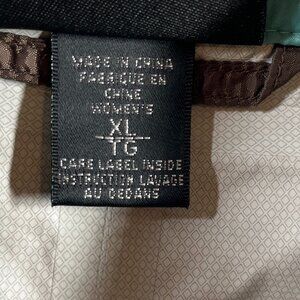 MADE IN CHINA
FABRIQUE EN
CHINE
WOMEN'S
XL
TG
CARE LABEL INSIDE
INSTRUCTION LAVAGE
AU DEDANS